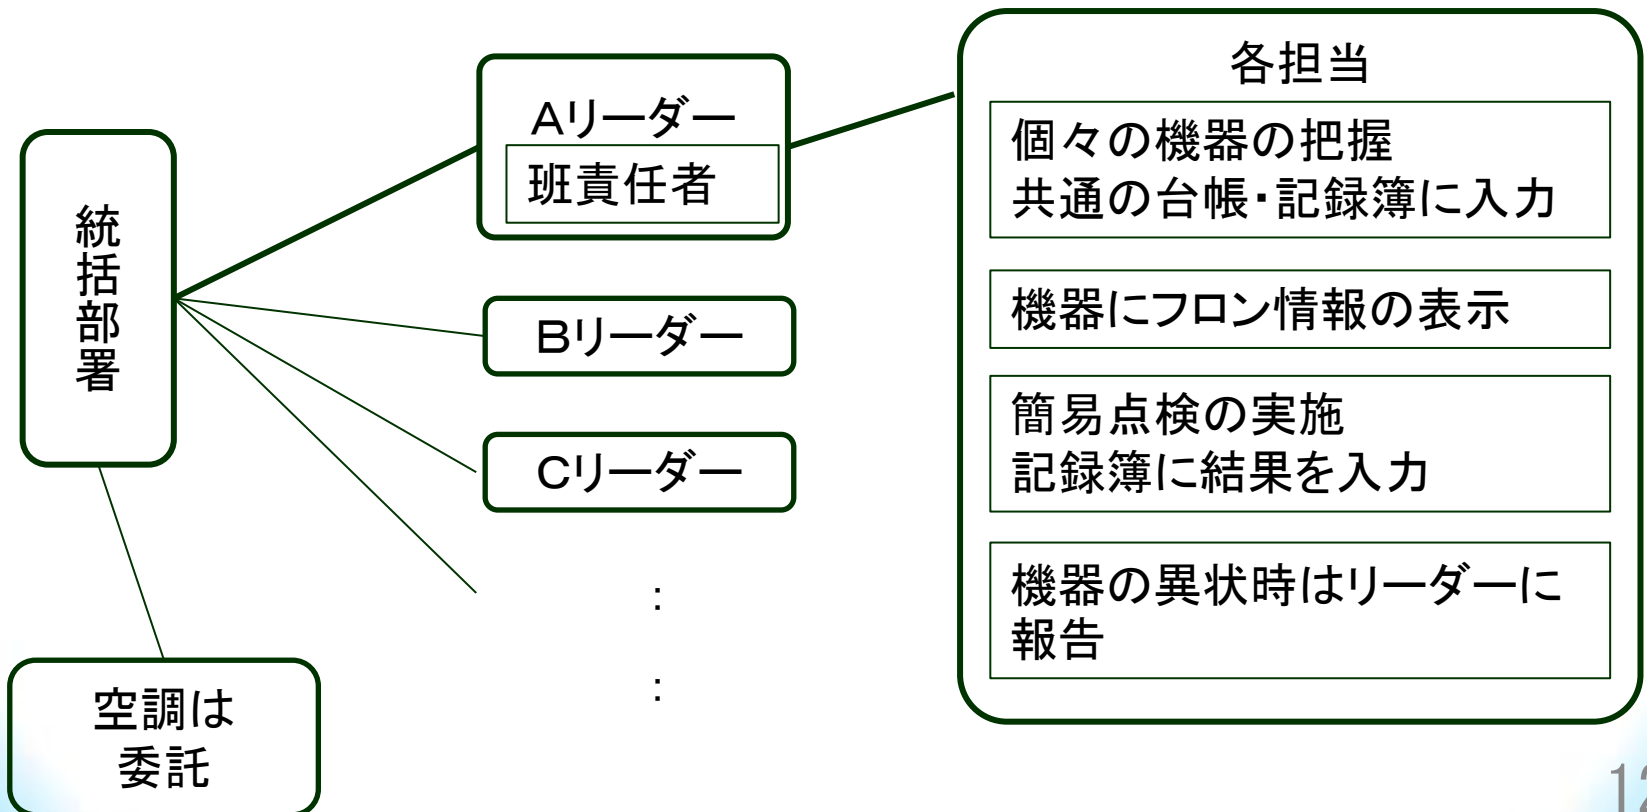 統括部署
Aリーダー
班責任者
Bリーダー
Cリーダー
:
:
空調は
委託
各担当
個々の機器の把握
共通の台帳・記録簿に入力
機器にフロン情報の表示
簡易点検の実施
記録簿に結果を入力
機器の異状時はリーダーに
報告
12